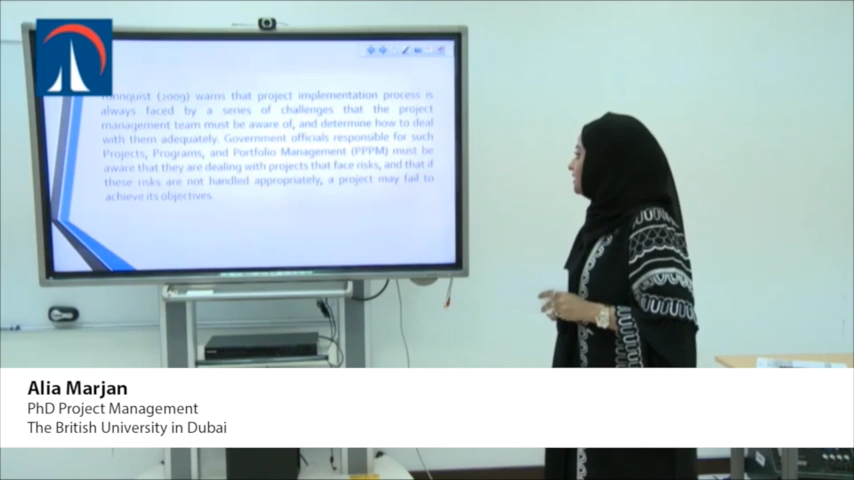 (2009) warns that project implementation process is
always faced by a series of challenges that the project
management team must be aware of, and determine how to deal
with them adequately. Government officials responsible for such
Projects, Programs, and Portfolio Management (PPPM) must be
aware that they are dealing with projects that face risks, and that if
these risks are not handled appropriately, a project may fail to
achieve its objectives.
Alia Marjan
PhD Project Management
The British University in Dubai